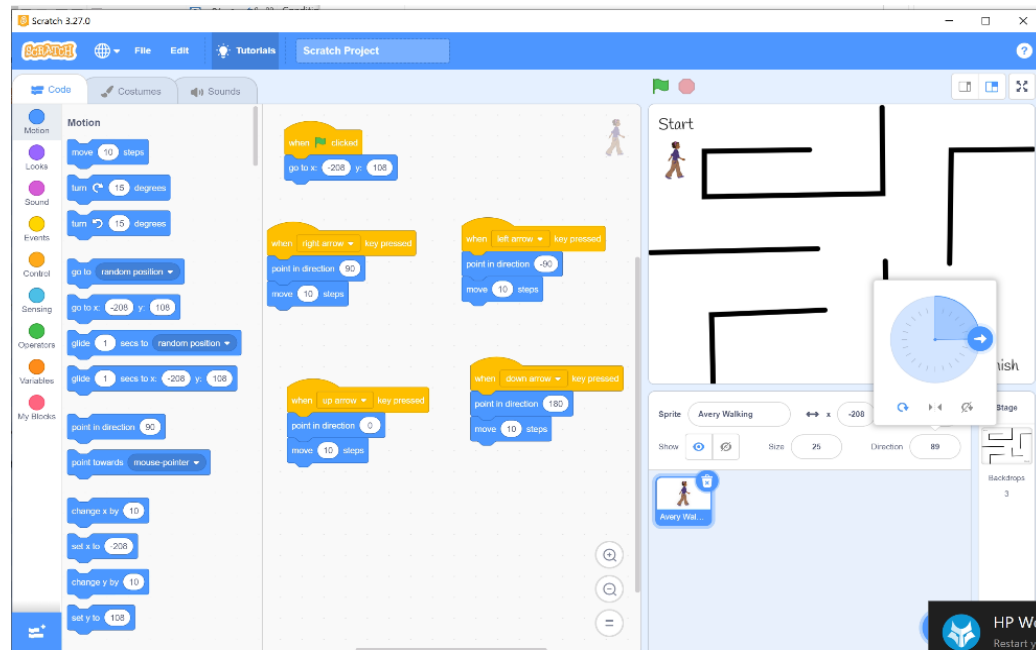 Scratch 3.27.0
SCRATCH File Edit Tutorials Scratch Project ?
Code Costumes Sounds
Motion
Looks
Sound
Events
Control
Sensing
Operators
Variables
My Blocks
Motion
move 10 steps
turn 15 degrees
turn 15 degrees
go to random position
go to x: -208 y: 108
glide 1 secs to random position
glide 1 secs to x: -208 y: 108
point in direction 90
point towards mouse-pointer
change x by 10
set x to -208
change y by 10
set y to 108
when clicked
go to x: -208 y: 108
when right arrow key pressed
point in direction 90
move 10 steps
when left arrow key pressed
point in direction -90
move 10 steps
when up arrow key pressed
point in direction 0
move 10 steps
when down arrow key pressed
point in direction 180
move 10 steps
Start
nish
Sprite Avery Walking x -208
Show Size 25 Direction 89
Avery Wal...
Stage
Backdrops
3
HP Wo
Restart y